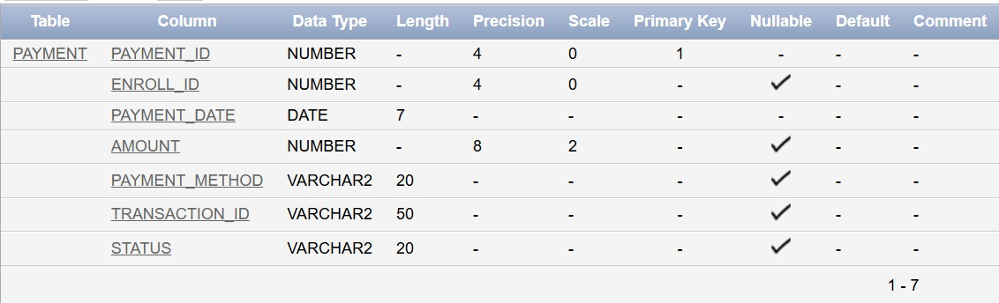 Table Column Data Type Length Precision Scale Primary Key Nullable Default Comment
PAYMENT PAYMENT_ID NUMBER - 4 0 1 - - -
ENROLL_ID NUMBER - 4 0 - ✓ - -
PAYMENT_DATE DATE 7 - - - - - -
AMOUNT NUMBER - 8 2 - ✓ - -
PAYMENT_METHOD VARCHAR2 20 - - - ✓ - -
TRANSACTION_ID VARCHAR2 50 - - - ✓ - -
STATUS VARCHAR2 20 - - - ✓ - -
1 - 7